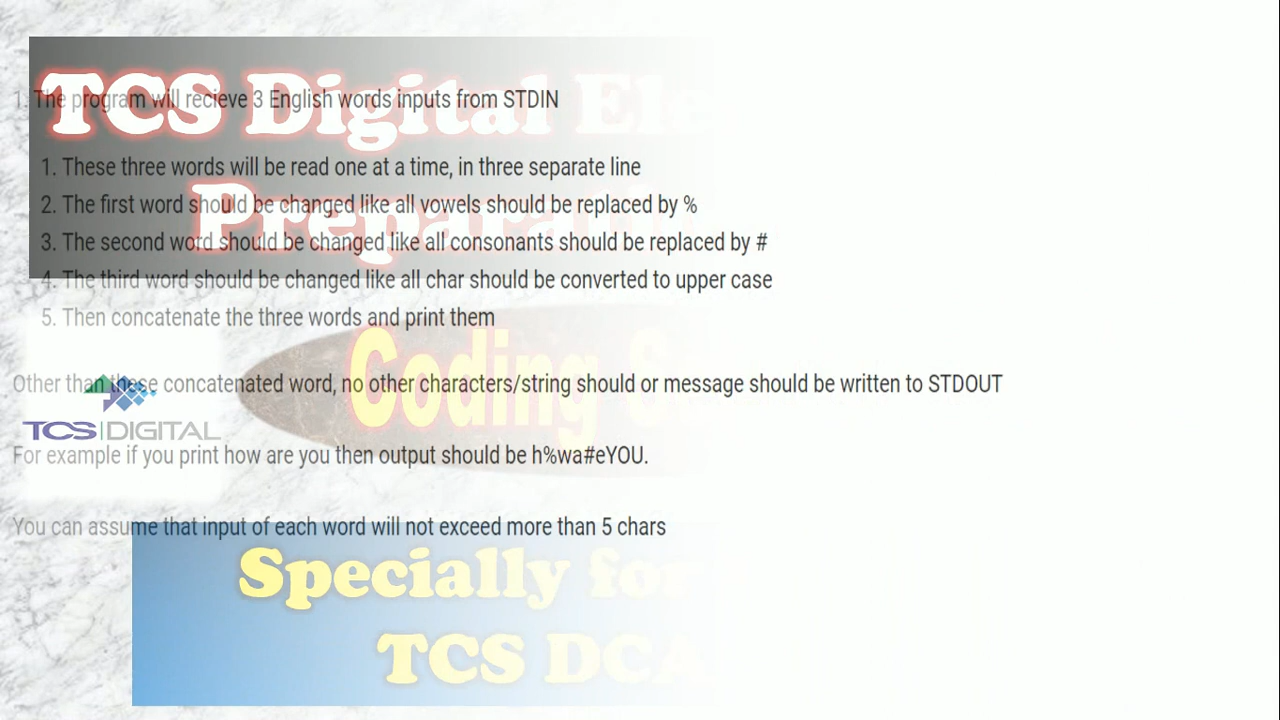 TCS Digital Ele
1. The program will recieve 3 English words inputs from STDIN
1. These three words will be read one at a time, in three separate line
Prepara
2. The first word should be changed like all vowels should be replaced by %
3. The second word should be changed like all consonants should be replaced by #
4. The third word should be changed like all char should be converted to upper case
5. Then concatenate the three words and print them
Coding
Other than these concatenated word, no other characters/string should or message should be written to STDOUT
TCS DIGITAL
For example if you print how are you then output should be h%wa#eYOU.
You can assume that input of each word will not exceed more than 5 chars
Specially for
TCS DCA